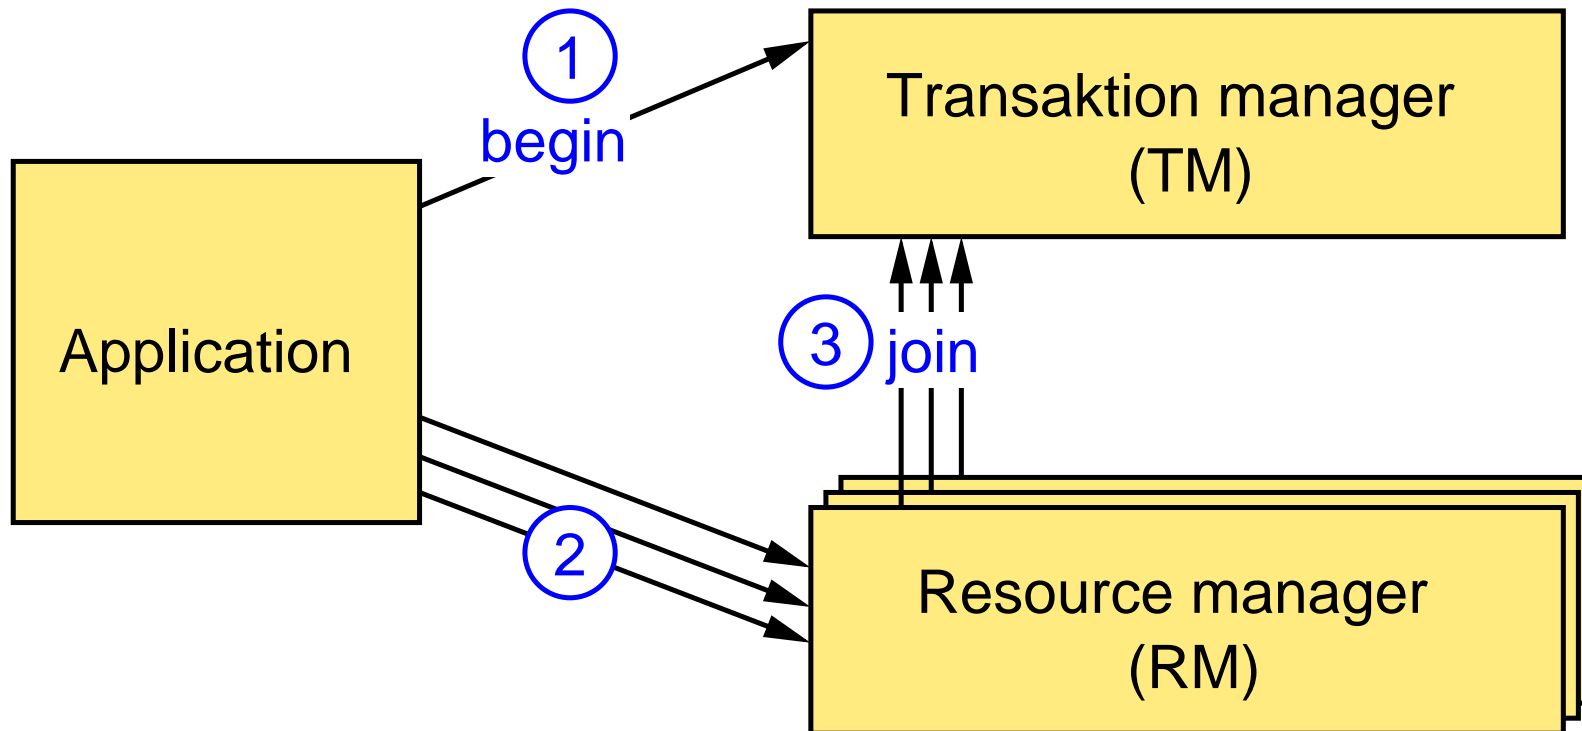 1
begin
Transaktion manager
(TM)
Application
3
join
2
Resource manager
(RM)